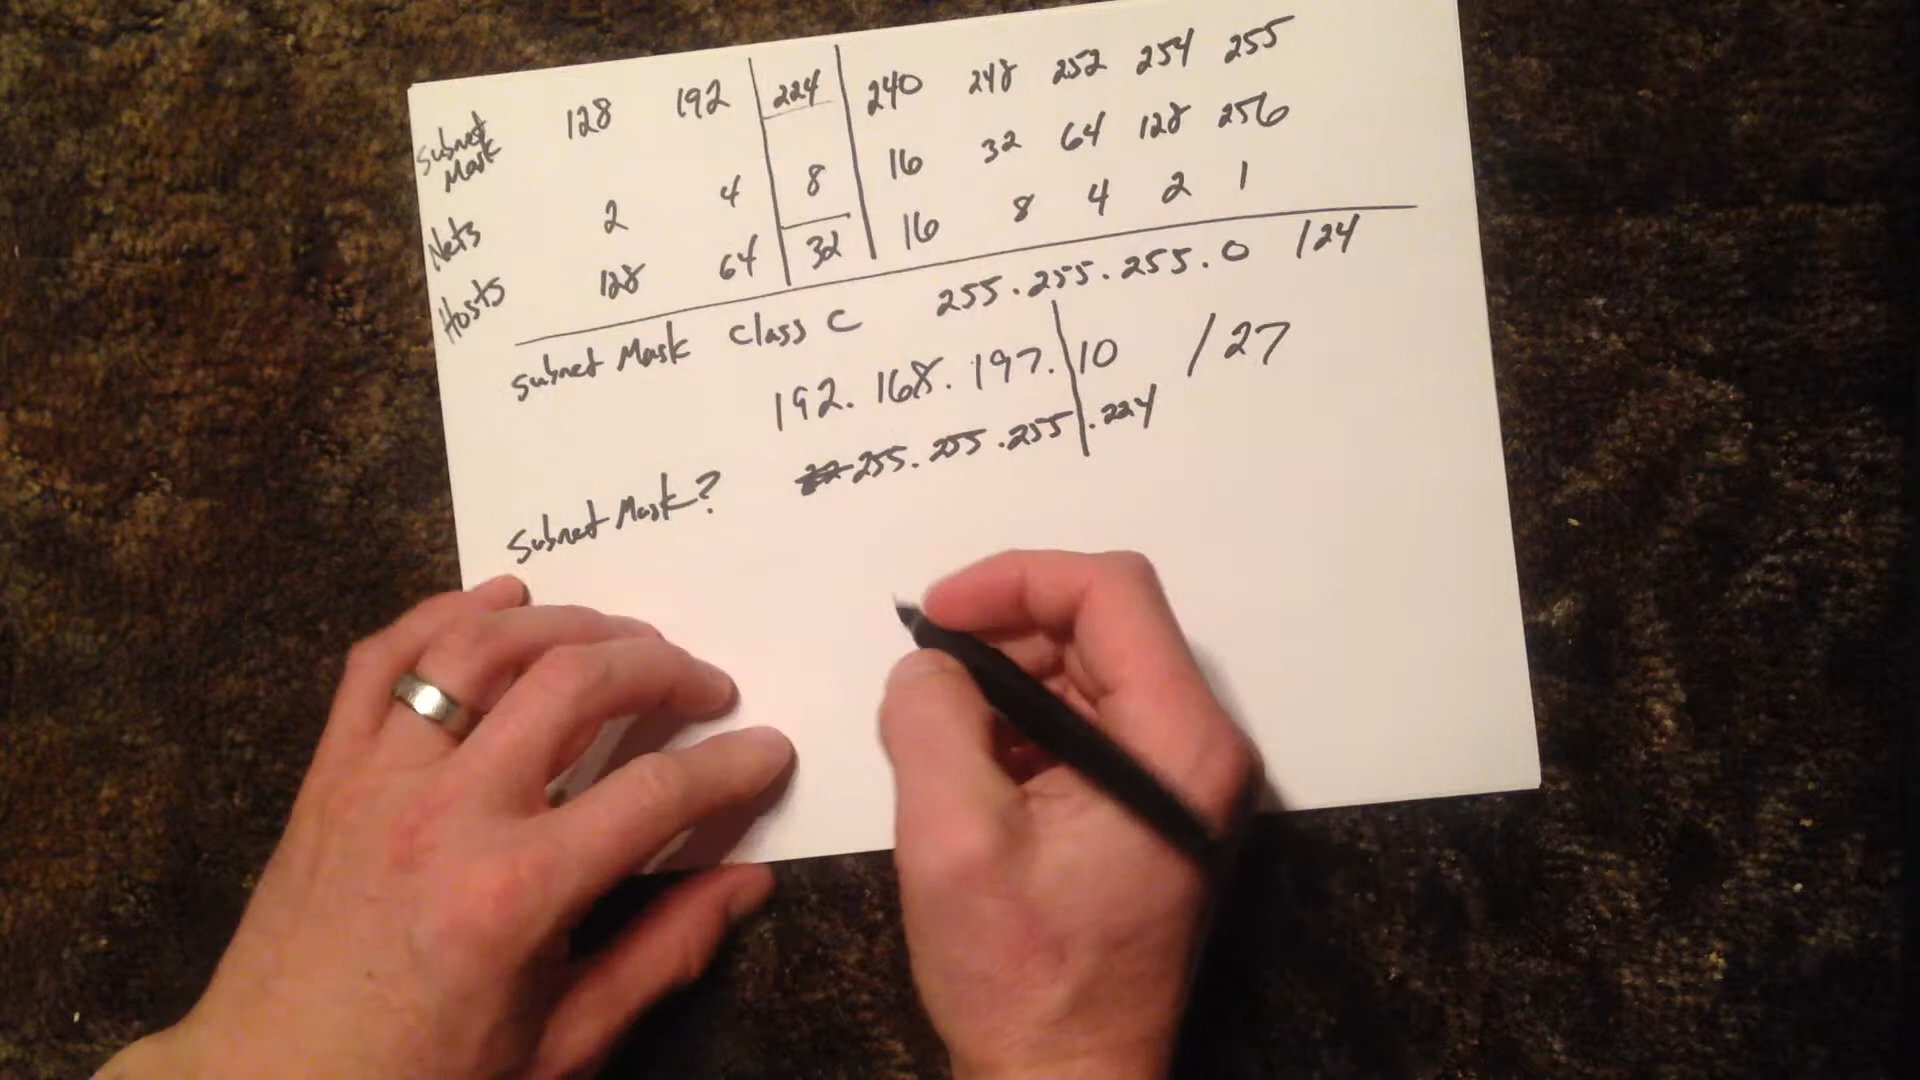 Subnet Mask 128 192 224 240 248 252 254 255
Nets 2 4 8 16 32 64 128 256
Hosts 128 64 32 16 8 4 2 1
Subnet Mask Class C 255.255.255.0 /24
192.168.197.10 /27
Subnet Mask? 255.255.255.224